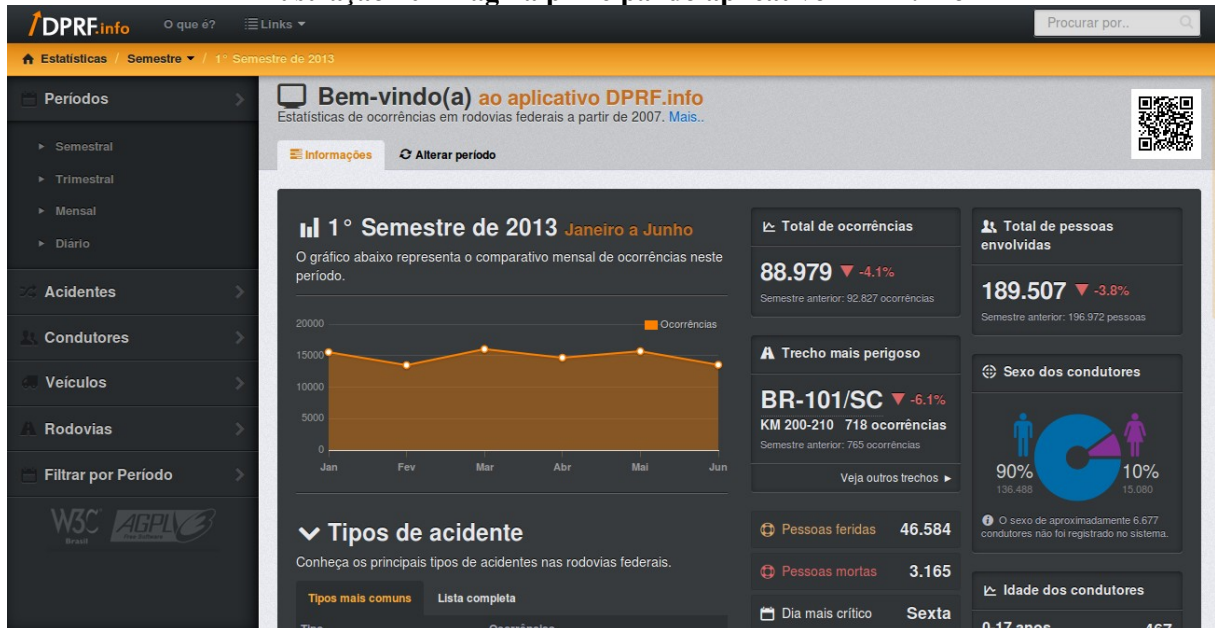 DPRF.info
O que é?
Links
Procurar por..
Estatísticas / Semestre / 1° Semestre de 2013
Períodos
Semestral
Trimestral
Mensal
Diário
Acidentes
Condutores
Veículos
Rodovias
Filtrar por Período
W3C Brasil
AGPLV3 Free Software
Bem-vindo(a) ao aplicativo DPRF.info
Estatísticas de ocorrências em rodovias federais a partir de 2007. Mais..
Informações
Alterar período
1° Semestre de 2013 Janeiro a Junho
O gráfico abaixo representa o comparativo mensal de ocorrências neste
período.
Ocorrências
20000
15000
10000
5000
0
Jan Fev Mar Abr Mai Jun
Tipos de acidente
Conheça os principais tipos de acidentes nas rodovias federais.
Tipos mais comuns
Lista completa
Total de ocorrências
88.979 -4.1%
Semestre anterior: 92.827 ocorrências
Trecho mais perigoso
BR-101/SC -6.1%
KM 200-210 718 ocorrências
Semestre anterior: 765 ocorrências
Veja outros trechos
Pessoas feridas 46.584
Pessoas mortas 3.165
Dia mais crítico Sexta
Total de pessoas
envolvidas
189.507 -3.8%
Semestre anterior: 196.972 pessoas
Sexo dos condutores
90% 10%
136.488 15.080
O sexo de aproximadamente 6.677
condutores não foi registrado no sistema.
Idade dos condutores
0-17 anos 467